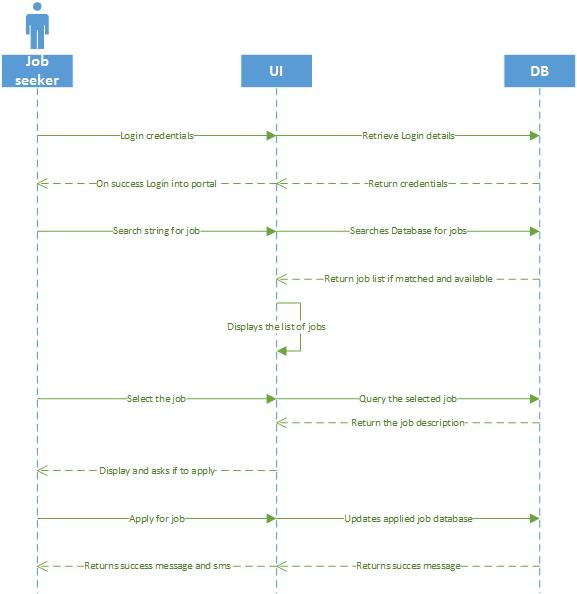 Job
seeker
UI
DB
Login credentials
Retrieve Login details
On success Login into portal
Return credentials
Search string for job
Searches Database for jobs
Return job list if matched and available
Displays the list of jobs
Select the job
Query the selected job
Return the job description
Display and asks if to apply
Apply for job
Updates applied job database
Returns success message and sms
Returns succes message